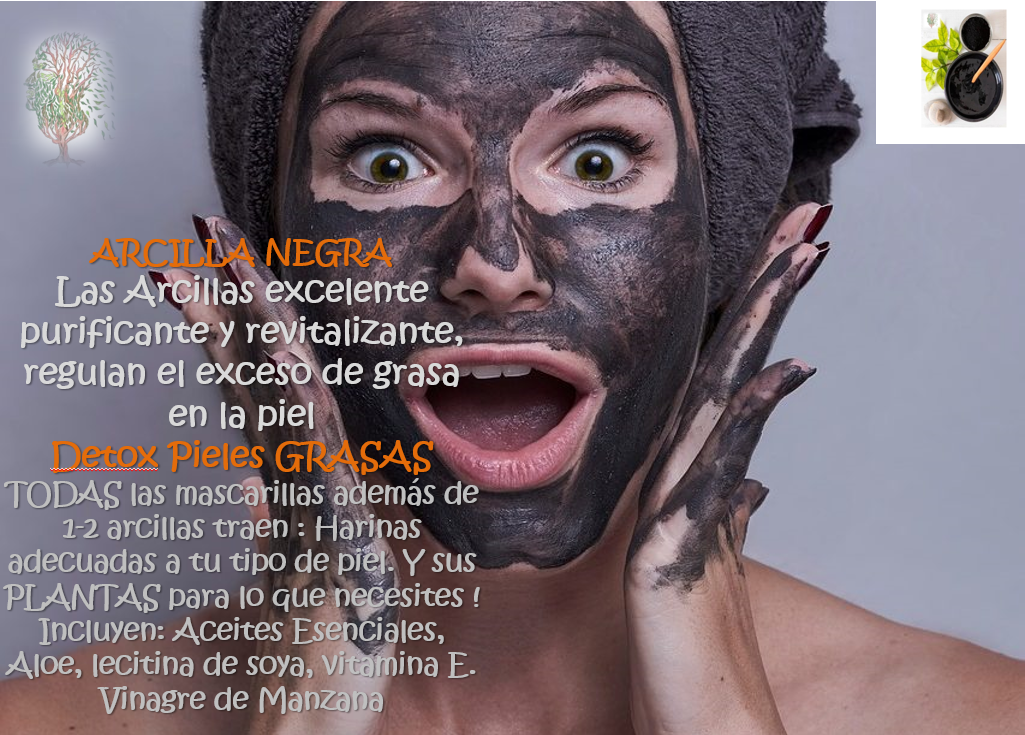 ARCILLA NEGRA
Las Arcillas excelente
purificante y revitalizante,
regulan el exceso de grasa
en la piel
Detox Pieles GRASAS
TODAS las mascarillas además de
1-2 arcillas traen : Harinas
adecuadas a tu tipo de piel. Y sus
PLANTAS para lo que necesites !
Incluyen: Aceites Esenciales,
Aloe, lecitina de soya, vitamina E.
Vinagre de Manzana